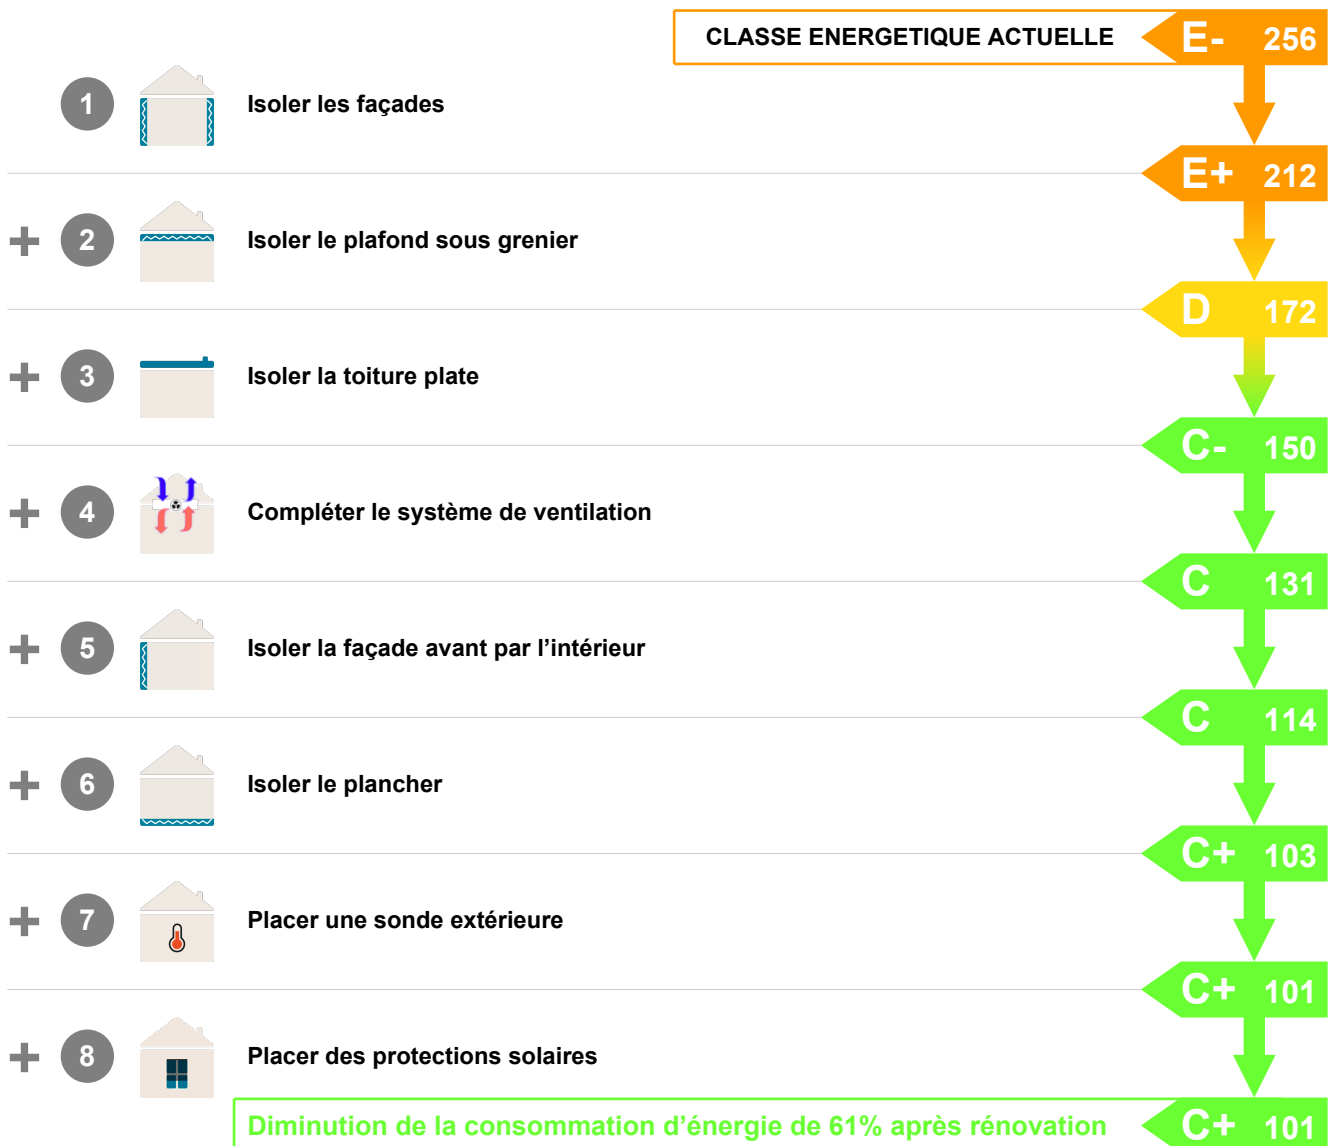 CLASSE ENERGETIQUE ACTUELLE E- 256
1 Isoler les façades
E+ 212
+ 2 Isoler le plafond sous grenier
D 172
+ 3 Isoler la toiture plate
C- 150
+ 4 Compléter le système de ventilation
C 131
+ 5 Isoler la façade avant par l’intérieur
C 114
+ 6 Isoler le plancher
C+ 103
+ 7 Placer une sonde extérieure
C+ 101
+ 8 Placer des protections solaires
Diminution de la consommation d’énergie de 61% après rénovation C+ 101